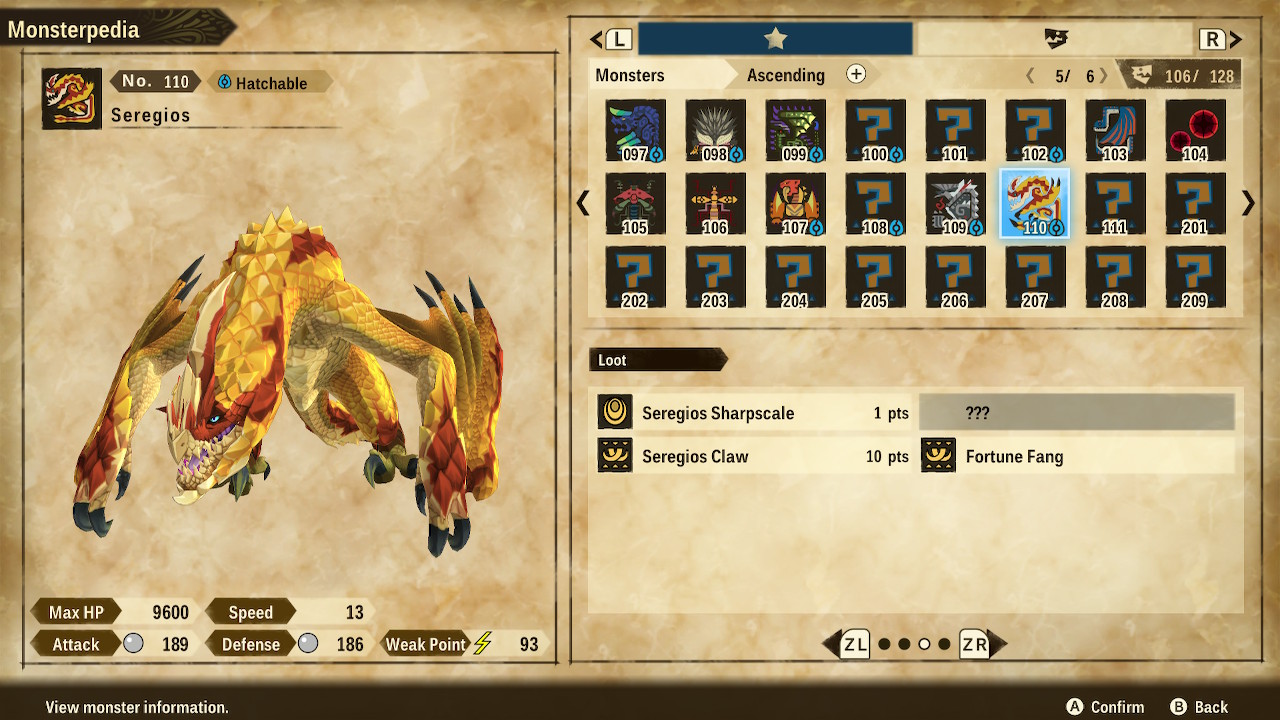 Monsterpedia
No. 110
Hatchable
Seregios
Max HP 9600
Speed 13
Attack 189
Defense 186
Weak Point 93
L
R
Monsters
Ascending
5/ 6
106/ 128
097 098 099 100 101 102 103 104
105 106 107 108 109 110 111 201
202 203 204 205 206 207 208 209
Loot
Seregios Sharpscale 1 pts
???
Seregios Claw 10 pts
Fortune Fang
ZL ZR
View monster information.
A Confirm B Back